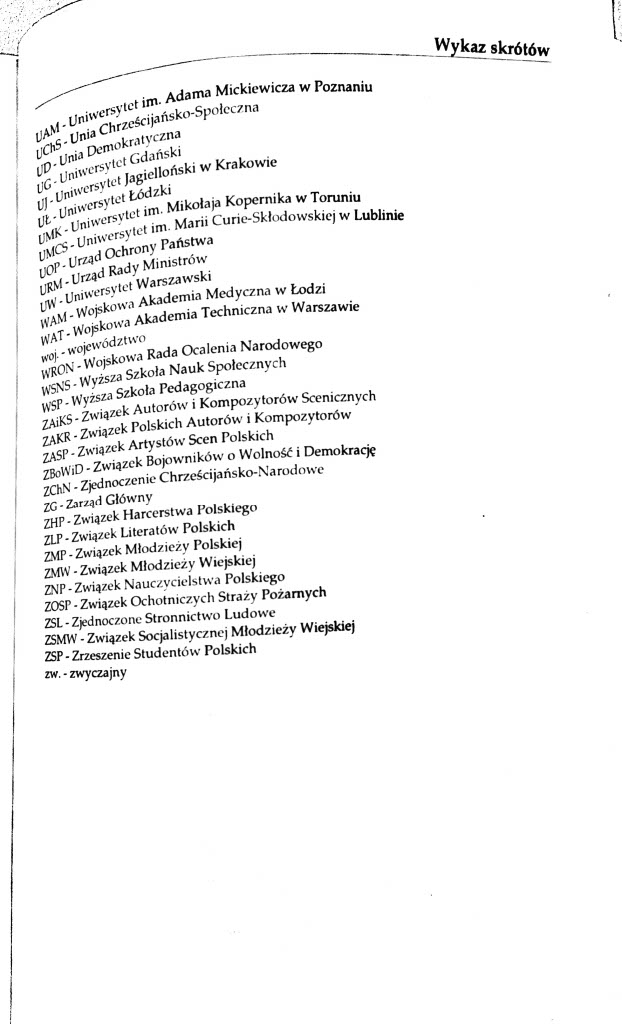 Wykaz skrótów
UAM - Uniwersytet im. Adama Mickiewicza w Poznaniu
UChS - Unia Chrześcijańsko-Społeczna
UD - Unia Demokratyczna
UG - Uniwersytet Gdański
UJ - Uniwersytet Jagielloński w Krakowie
UŁ - Uniwersytet Łódzki
UMK - Uniwersytet im. Mikołaja Kopernika w Toruniu
UMCS - Uniwersytet im. Marii Curie-Skłodowskiej w Lublinie
UOP - Urząd Ochrony Państwa
URM - Urząd Rady Ministrów
UW - Uniwersytet Warszawski
WAM - Wojskowa Akademia Medyczna w Łodzi
WAT - Wojskowa Akademia Techniczna w Warszawie
woj. - województwo
WRON - Wojskowa Rada Ocalenia Narodowego
WSNS - Wyższa Szkoła Nauk Społecznych
WSP - Wyższa Szkoła Pedagogiczna
ZAiKS - Związek Autorów i Kompozytorów Scenicznych
ZAKR - Związek Polskich Autorów i Kompozytorów
ZASP - Związek Artystów Scen Polskich
ZBoWiD - Związek Bojowników o Wolność i Demokrację
ZChN - Zjednoczenie Chrześcijańsko-Narodowe
ZG - Zarząd Główny
ZHP - Związek Harcerstwa Polskiego
ZLP - Związek Literatów Polskich
ZMP - Związek Młodzieży Polskiej
ZMW - Związek Młodzieży Wiejskiej
ZNP - Związek Nauczycielstwa Polskiego
ZOSP - Związek Ochotniczych Straży Pożarnych
ZSL - Zjednoczone Stronnictwo Ludowe
ZSMW - Związek Socjalistycznej Młodzieży Wiejskiej
ZSP - Zrzeszenie Studentów Polskich
zw. - zwyczajny